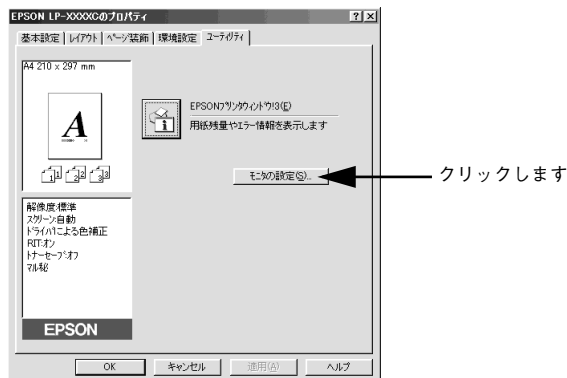 EPSON LP-XXXXCのプロパティ
基本設定 レイアウト ページ装飾 環境設定 ユーティリティ
A4 210 x 297 mm
A
1 1 2 2 3 3
EPSONプリンタウィンドウ!3(E)
用紙残量やエラー情報を表示します
モニタの設定(S)...
クリックします
解像度:標準
スクリーン:自動
ドライバによる色補正
RIT:オン
トナーセーブ:オフ
マル秘
EPSON
OK キャンセル 適用(A) ヘルプ